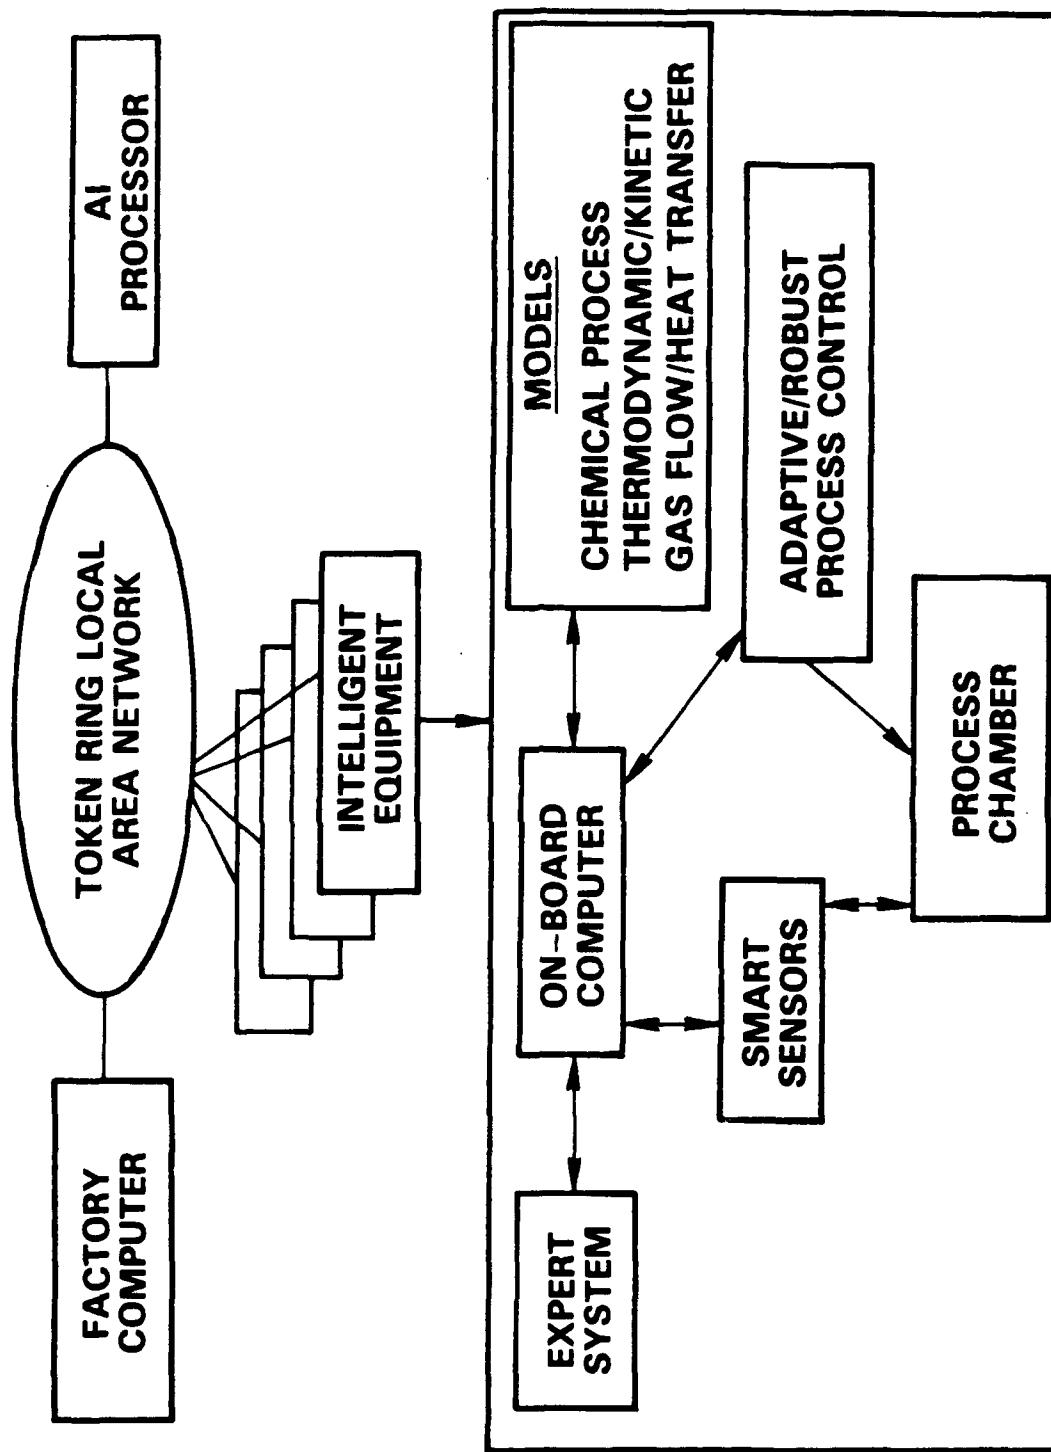 FACTORY
COMPUTER
TOKEN RING LOCAL
AREA NETWORK
AI
PROCESSOR
INTELLIGENT
EQUIPMENT
EXPERT
SYSTEM
ON-BOARD
COMPUTER
MODELS
CHEMICAL PROCESS
THERMODYNAMIC/KINETIC
GAS FLOW/HEAT TRANSFER
SMART
SENSORS
ADAPTIVE/ROBUST
PROCESS CONTROL
PROCESS
CHAMBER